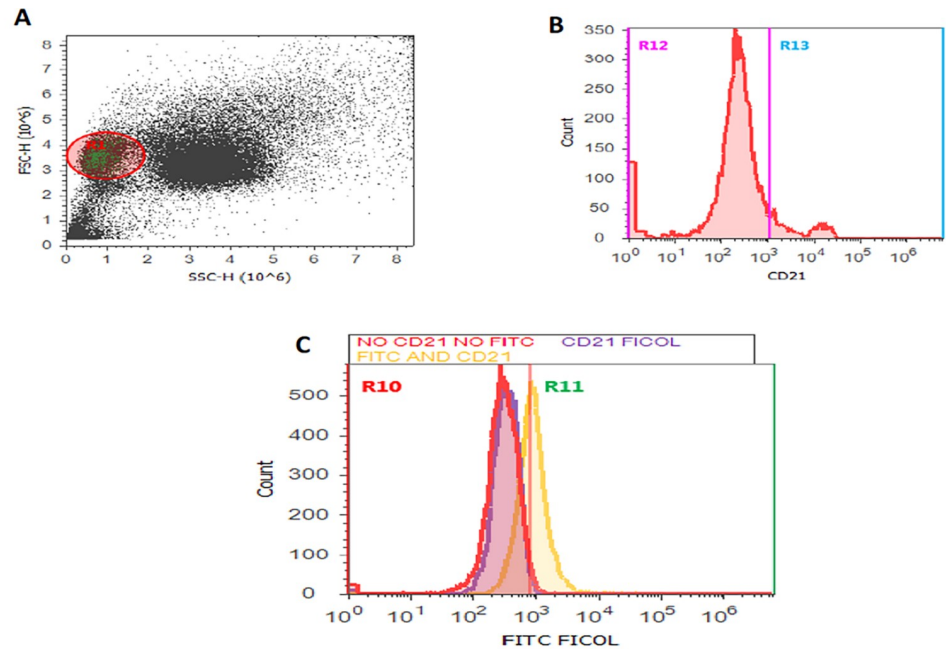 A
FSC-H (10^6)
8
7
6
5
4
3
2
1
0
R1
0 1 2 3 4 5 6 7 8
SSC-H (10^6)
B
Count
350
300
250
200
150
100
50
0
R12 R13
10^0 10^1 10^2 10^3 10^4 10^5 10^6
CD21
C
NO CD21 NO FITC CD21 FICOL
FITC AND CD21
R10 R11
Count
500
400
300
200
100
0
10^0 10^1 10^2 10^3 10^4 10^5 10^6
FITC FICOL